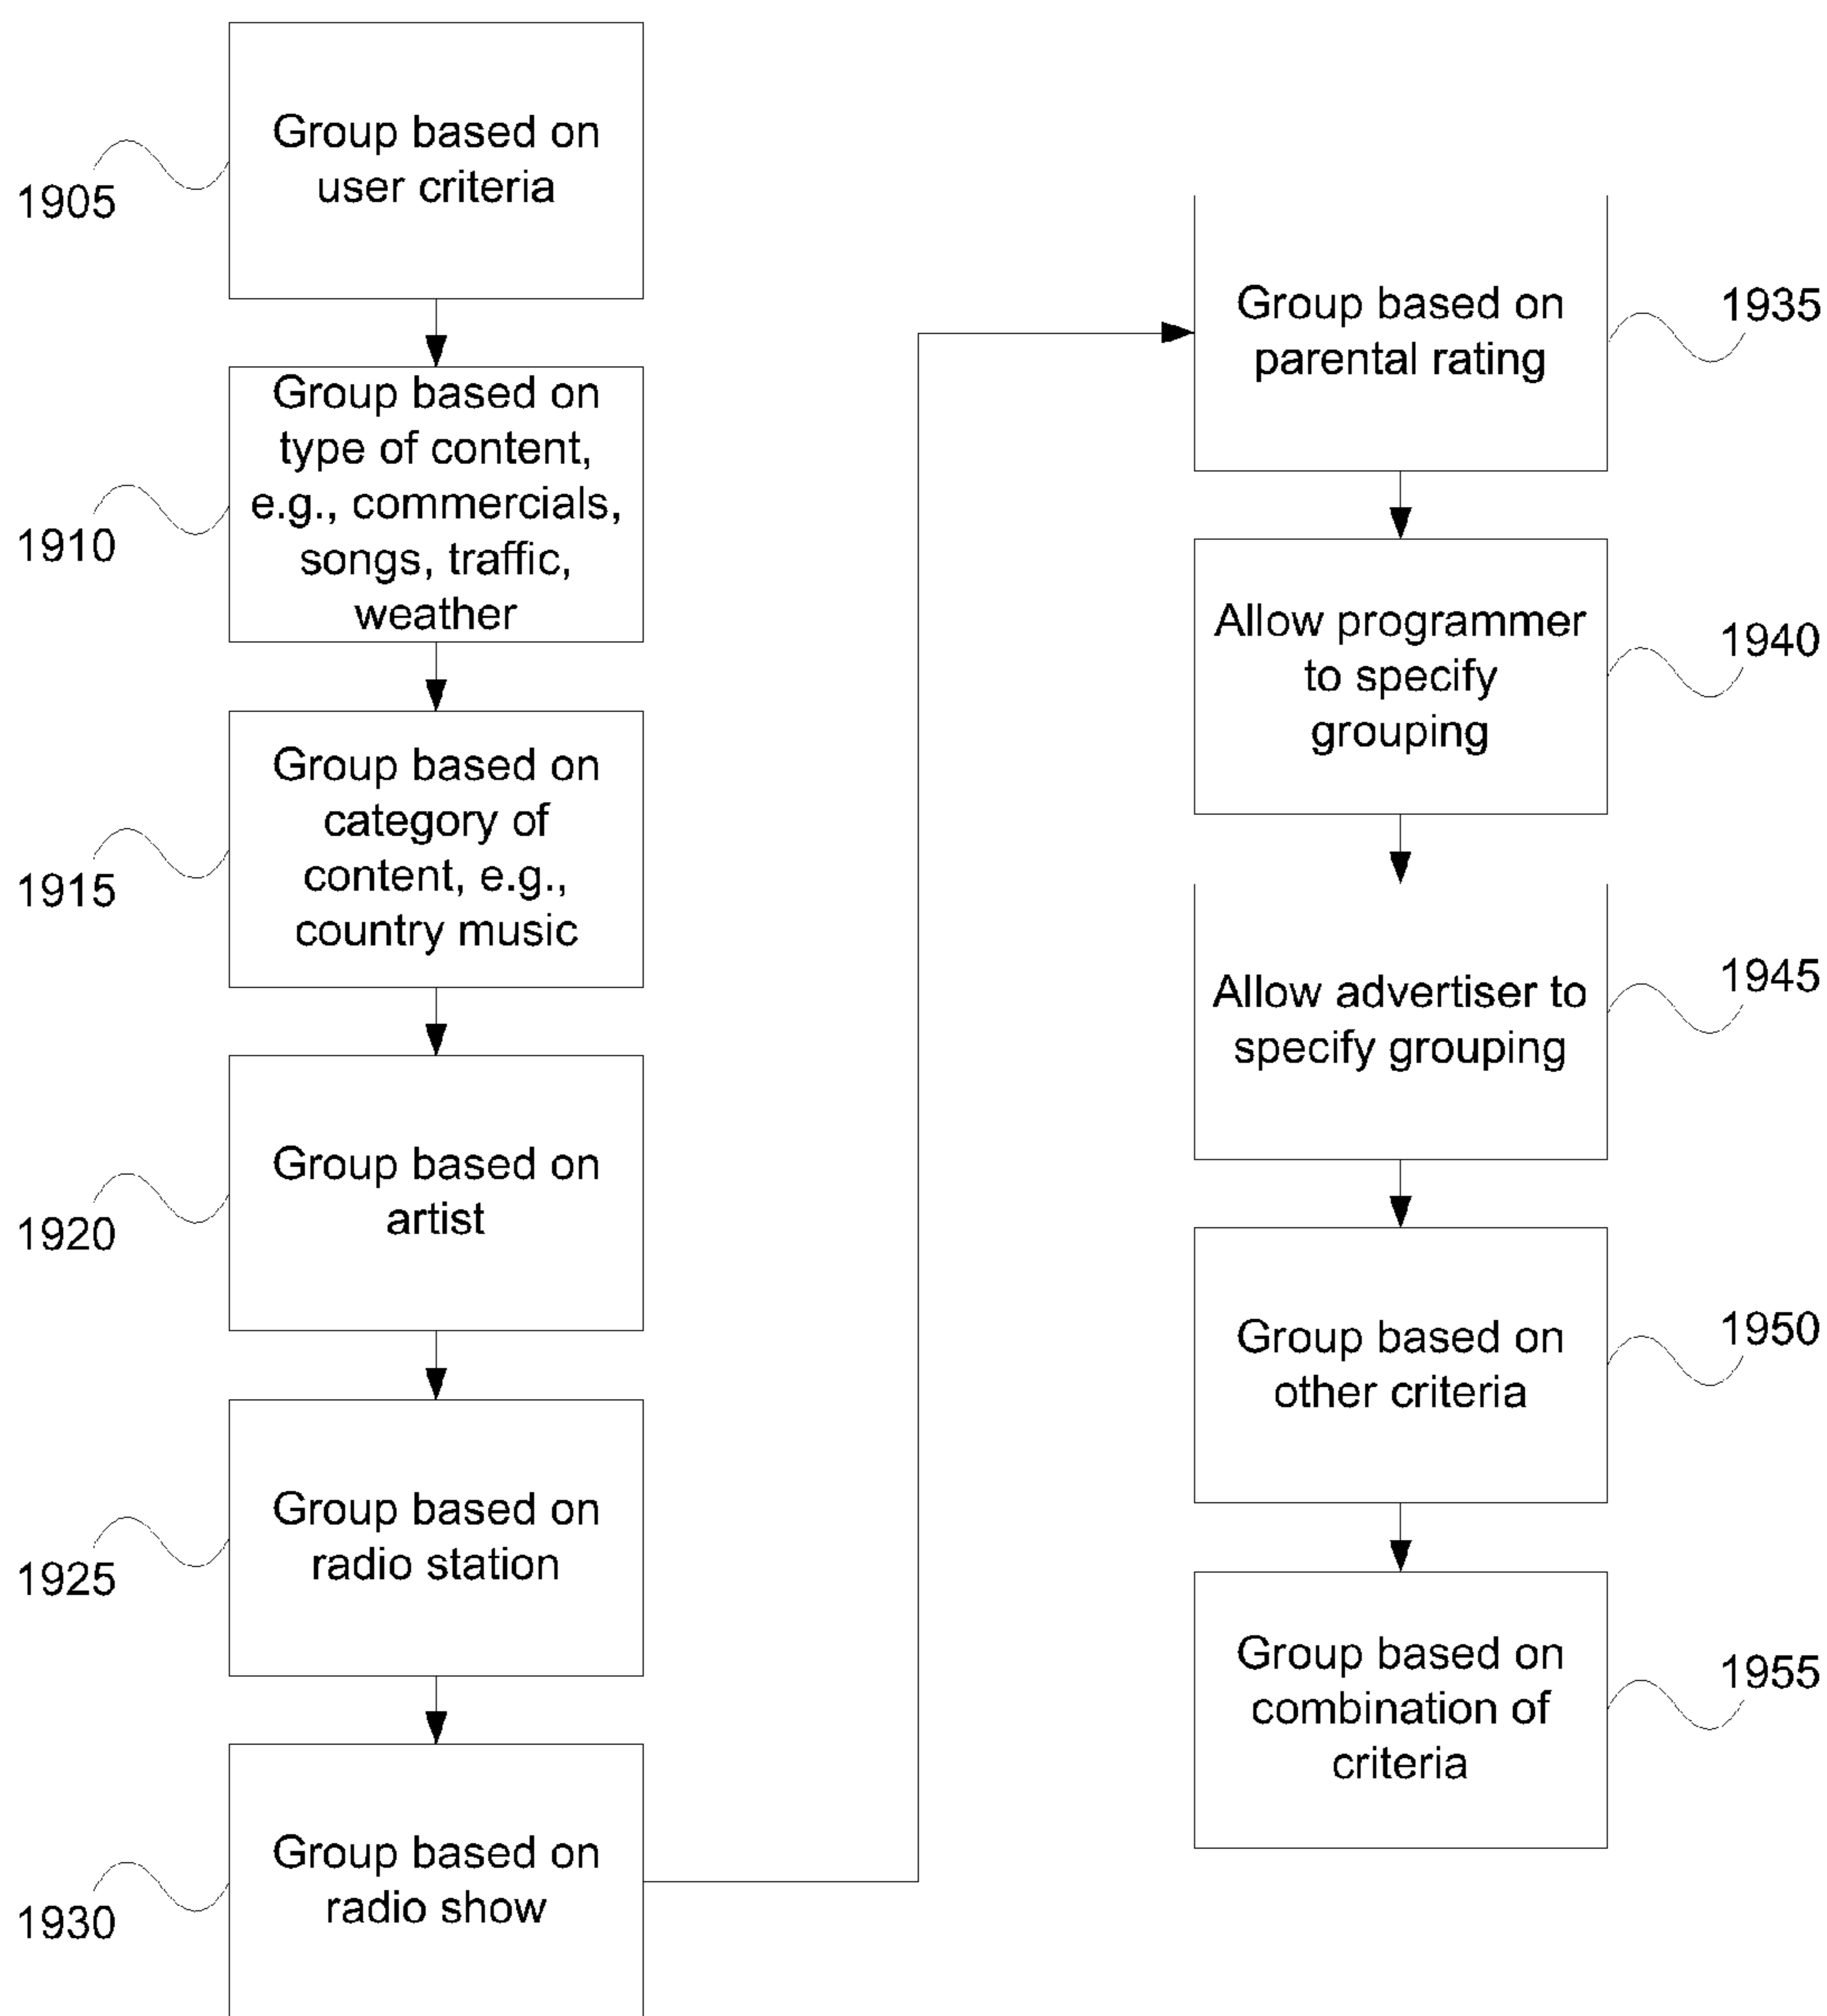 Group based on
user criteria
1905
Group based on
type of content,
e.g., commercials,
songs, traffic,
weather
1910
Group based on
category of
content, e.g.,
country music
1915
Group based on
artist
1920
Group based on
radio station
1925
Group based on
radio show
1930
Group based on
parental rating
1935
Allow programmer
to specify
grouping
1940
Allow advertiser to
specify grouping
1945
Group based on
other criteria
1950
Group based on
combination of
criteria
1955